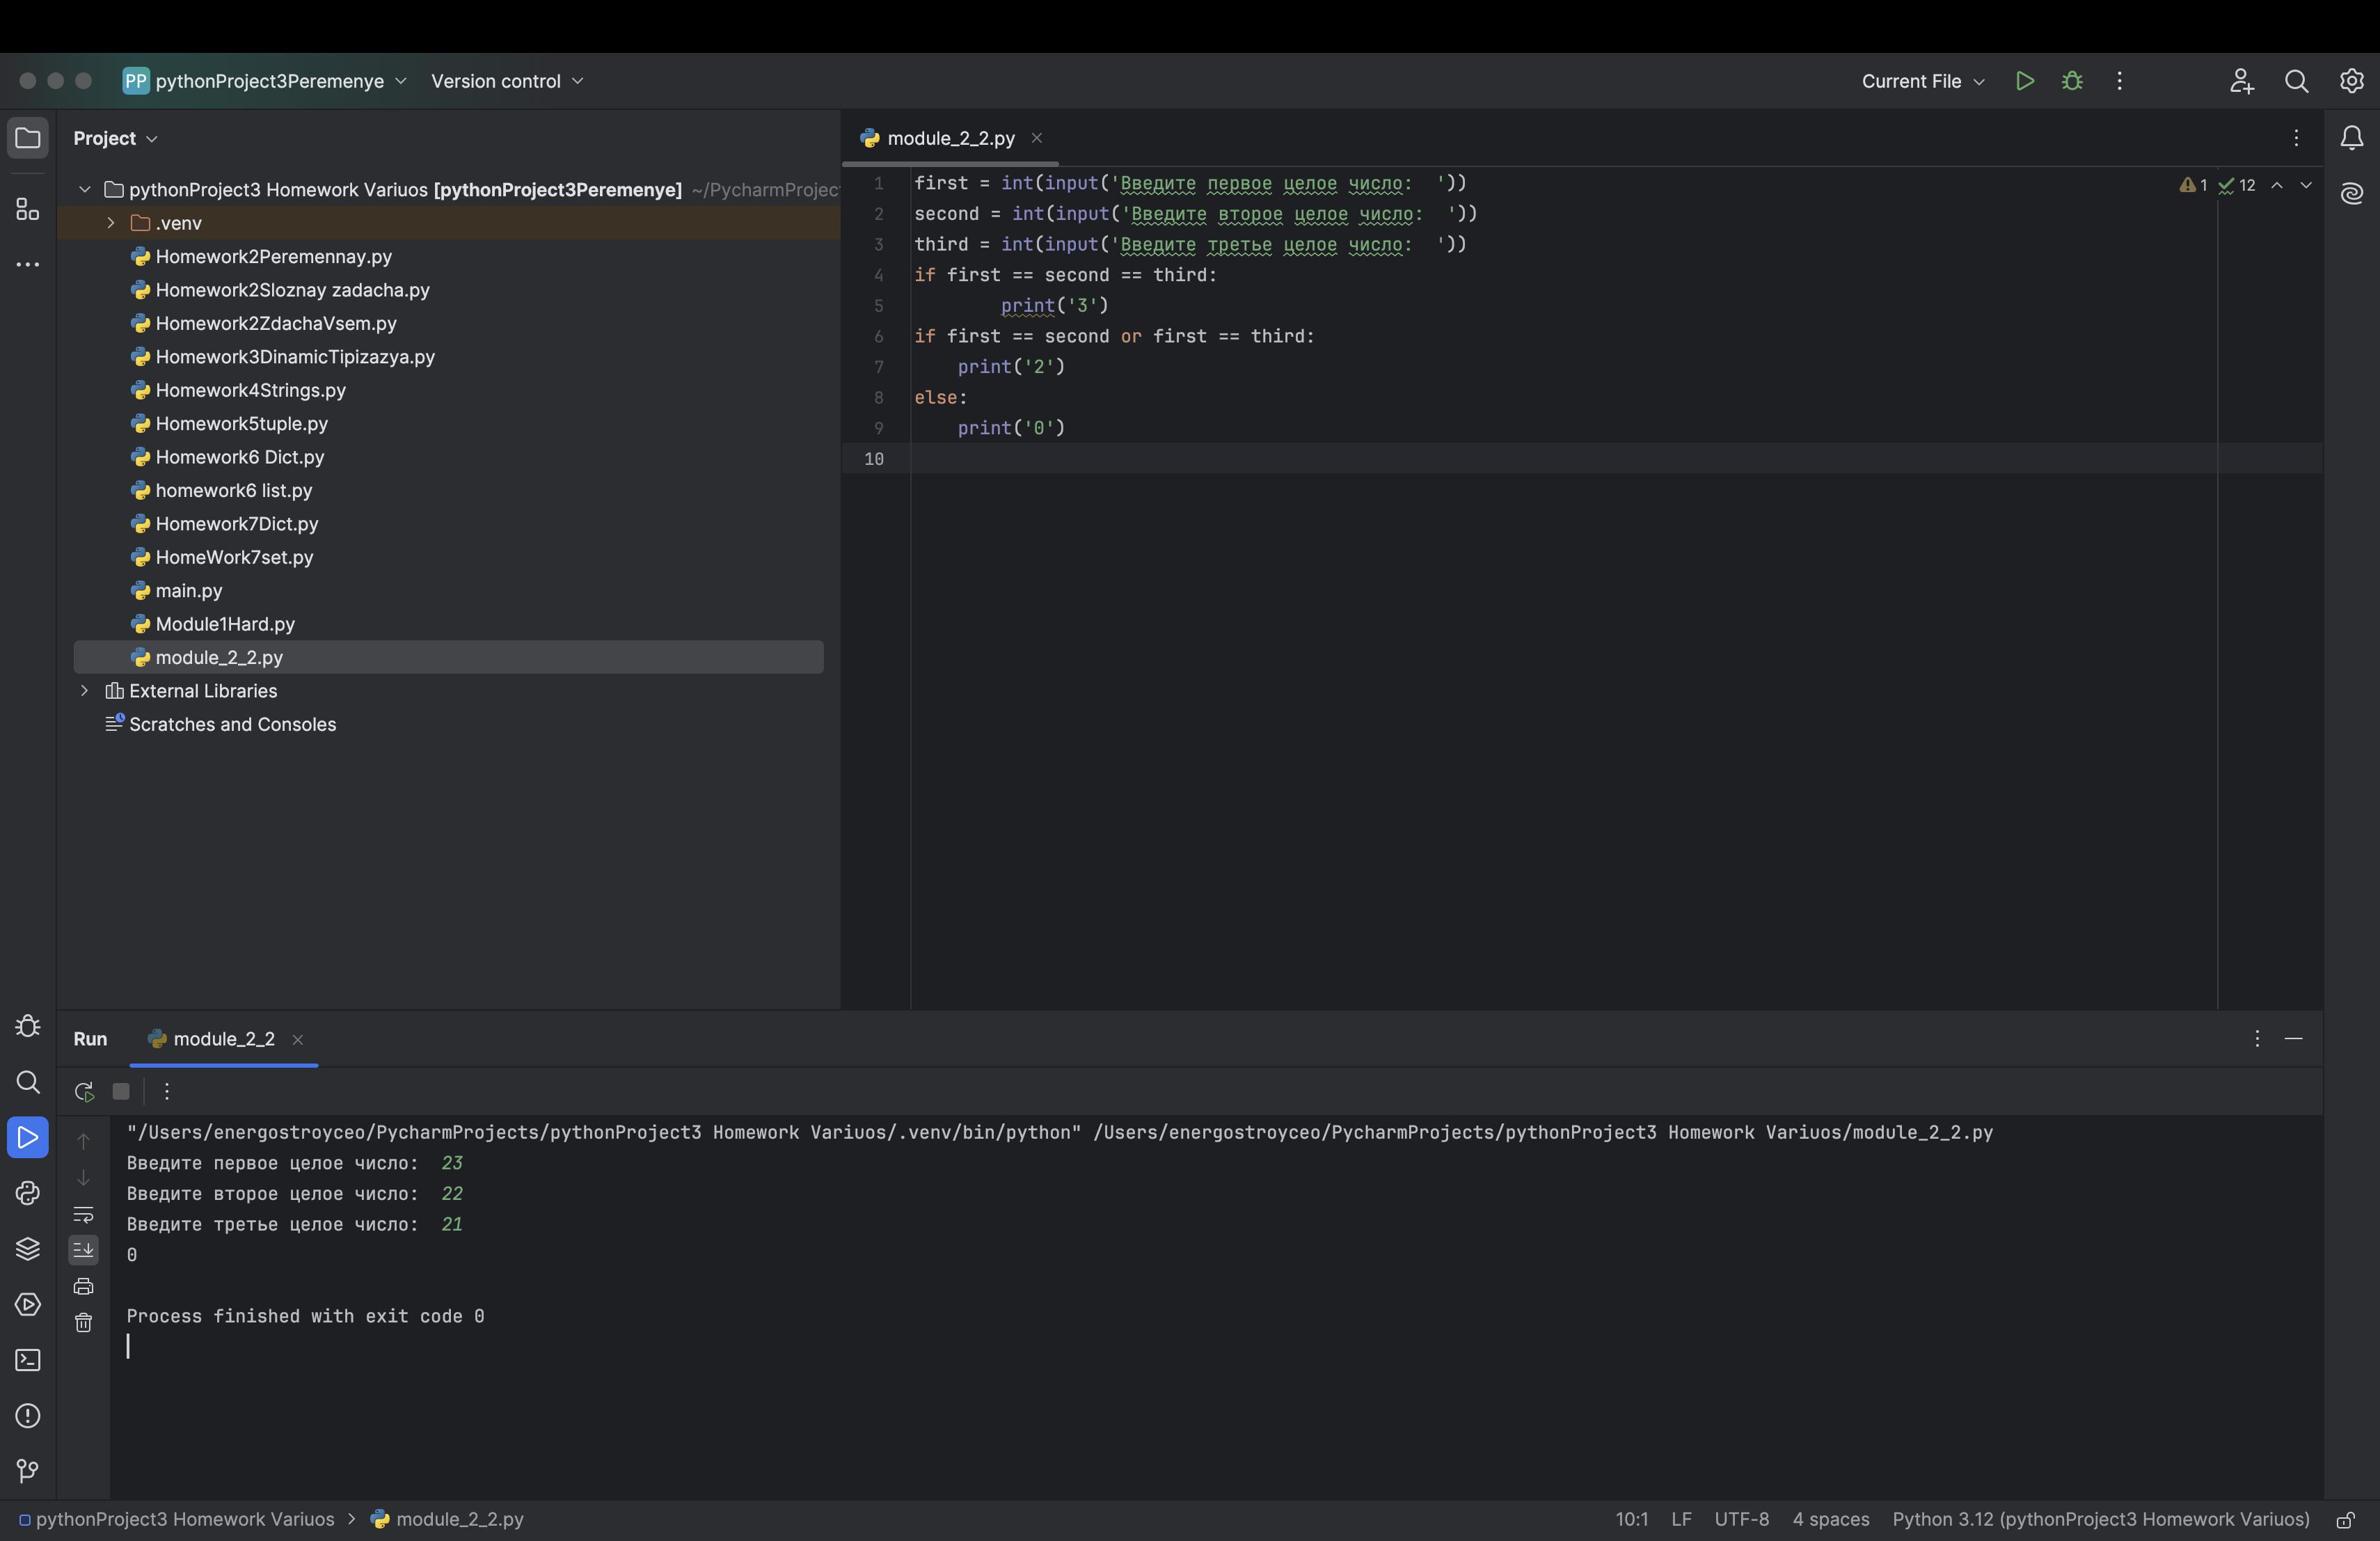 PP pythonProject3Peremenye Version control Current File
Project
pythonProject3 Homework Variuos [pythonProject3Peremenye] ~/PycharmProjec
.venv
Homework2Peremennay.py
Homework2Sloznay zadacha.py
Homework2ZdachaVsem.py
Homework3DinamicTipizazya.py
Homework4Strings.py
Homework5tuple.py
Homework6 Dict.py
homework6 list.py
Homework7Dict.py
HomeWork7set.py
main.py
Module1Hard.py
module_2_2.py
External Libraries
Scratches and Consoles
module_2_2.py
1 first = int(input('Введите первое целое число:  '))
2 second = int(input('Введите второе целое число:  '))
3 third = int(input('Введите третье целое число:  '))
4 if first == second == third:
5         print('3')
6 if first == second or first == third:
7     print('2')
8 else:
9     print('0')
10
1 12
Run module_2_2
"/Users/energostroyceo/PycharmProjects/pythonProject3 Homework Variuos/.venv/bin/python" /Users/energostroyceo/PycharmProjects/pythonProject3 Homework Variuos/module_2_2.py
Введите первое целое число:  23
Введите второе целое число:  22
Введите третье целое число:  21
0
Process finished with exit code 0
pythonProject3 Homework Variuos > module_2_2.py 10:1 LF UTF-8 4 spaces Python 3.12 (pythonProject3 Homework Variuos)